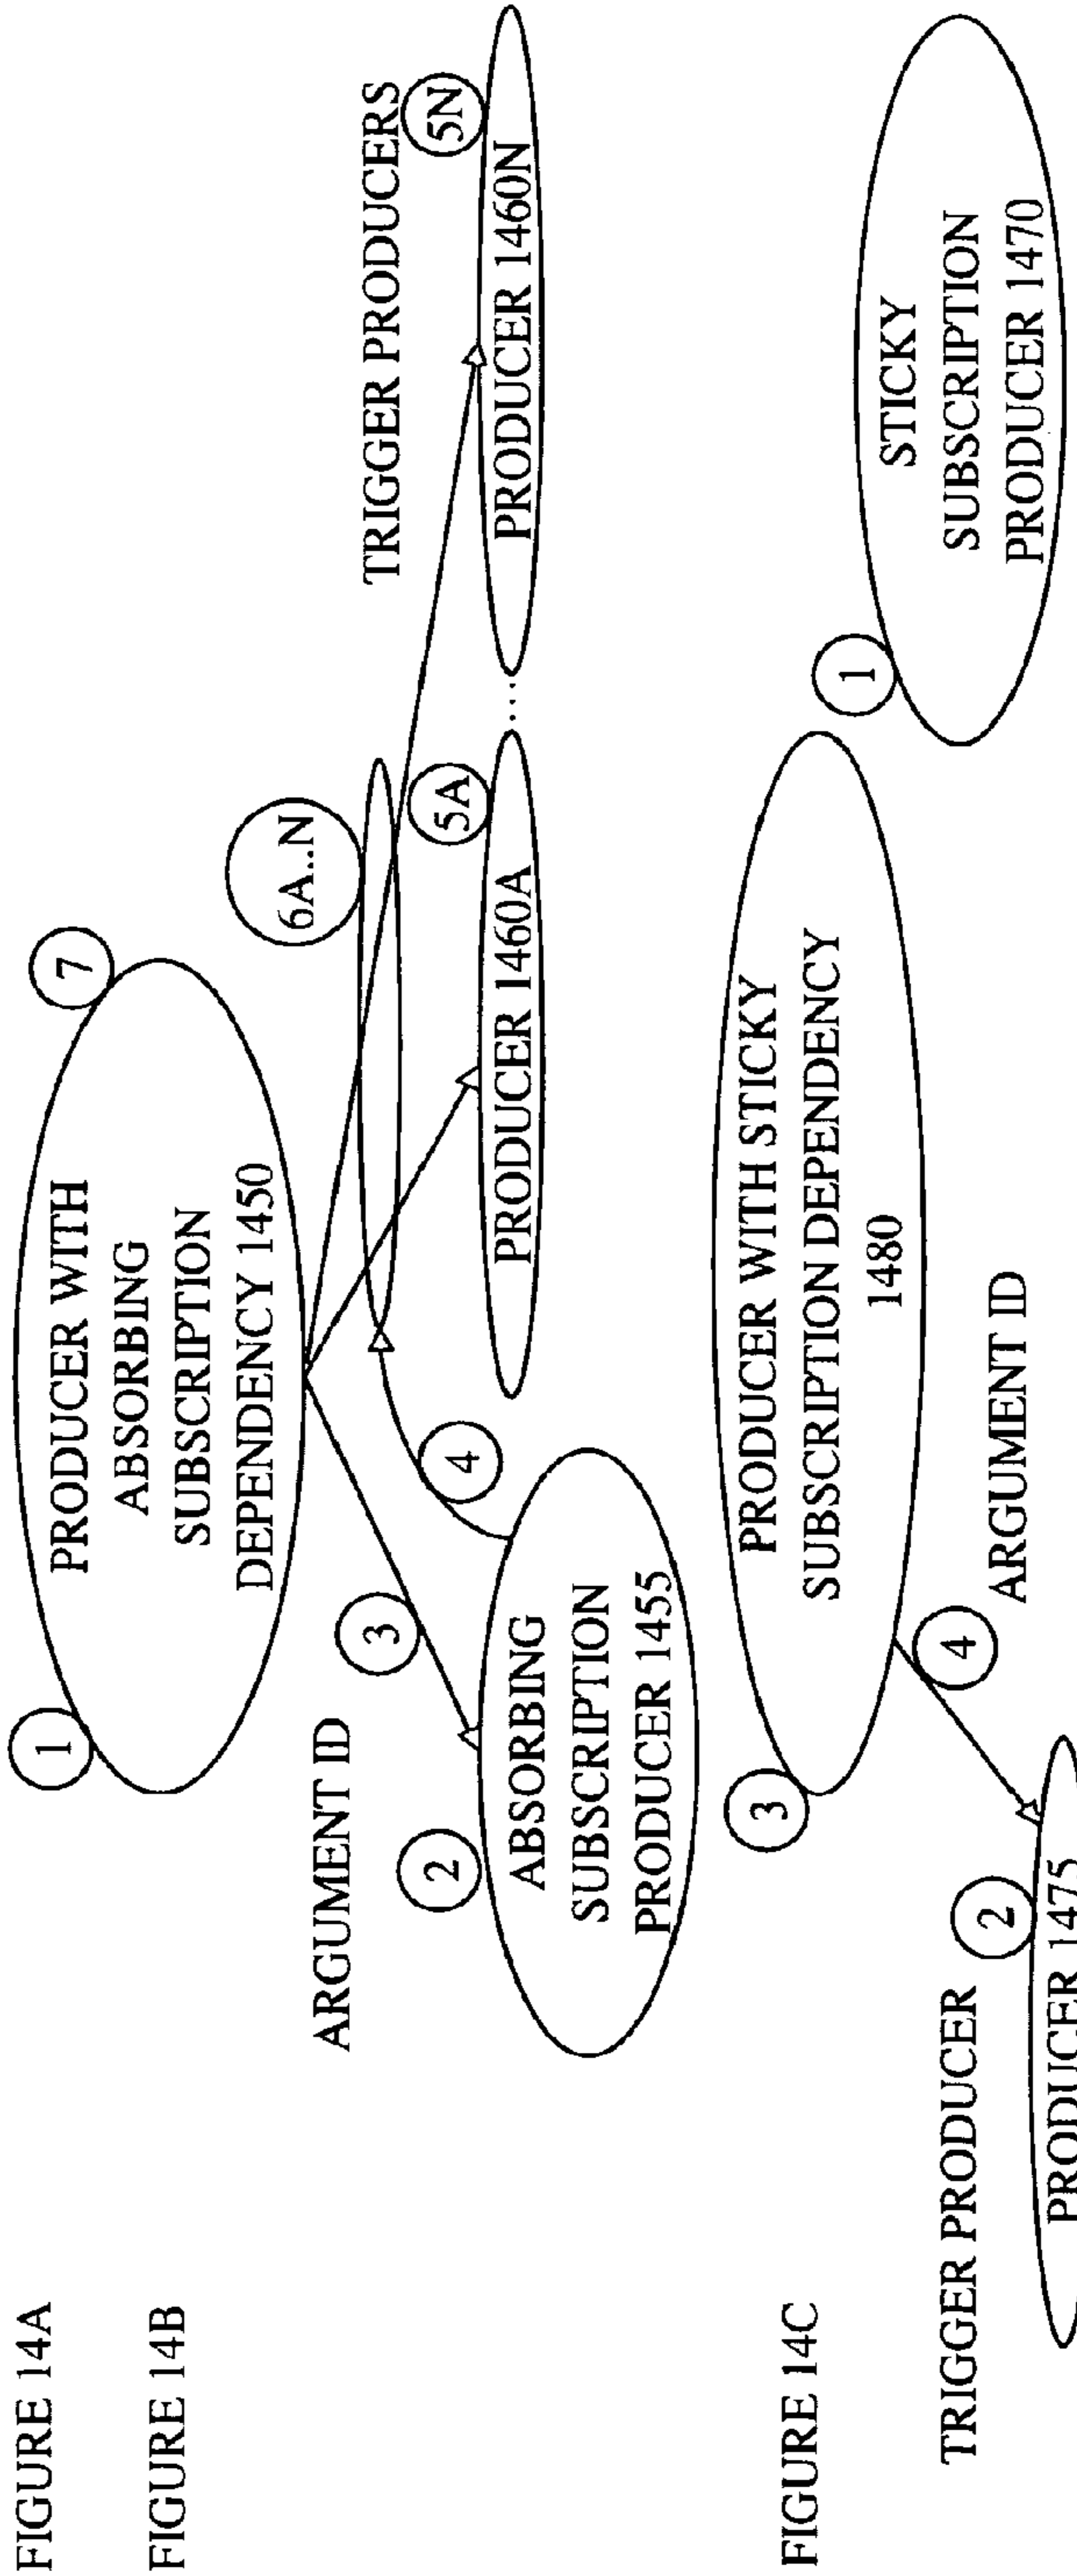 FIGURE 14A
FIGURE 14B
1
PRODUCER WITH
ABSORBING
SUBSCRIPTION
DEPENDENCY 1450
7
ARGUMENT ID
3
4
6A..N
TRIGGER PRODUCERS
2
ABSORBING
SUBSCRIPTION
PRODUCER 1455
5A
PRODUCER 1460A
....
5N
PRODUCER 1460N
FIGURE 14C
3
PRODUCER WITH STICKY
SUBSCRIPTION DEPENDENCY
1480
1
STICKY
SUBSCRIPTION
PRODUCER 1470
TRIGGER PRODUCER
2
4
ARGUMENT ID
PRODUCER 1475